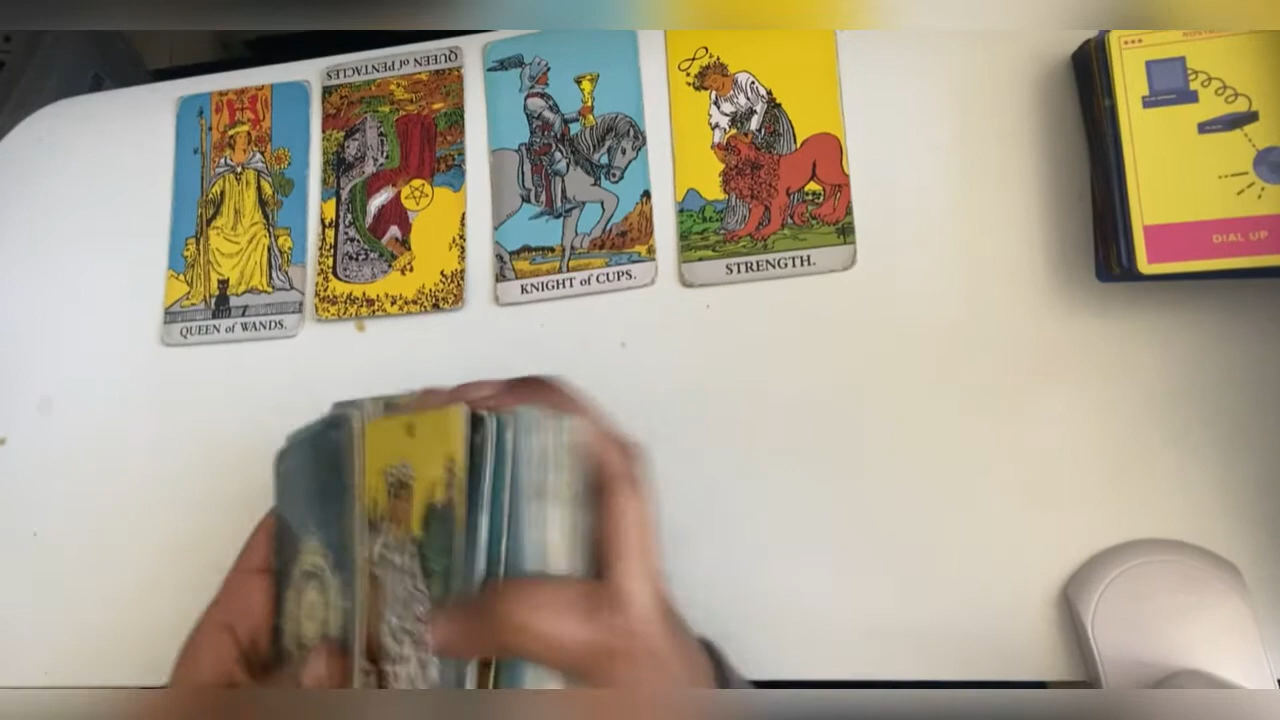 QUEEN of WANDS.
QUEEN of PENTACLES
KNIGHT of CUPS.
STRENGTH.
DIAL UP